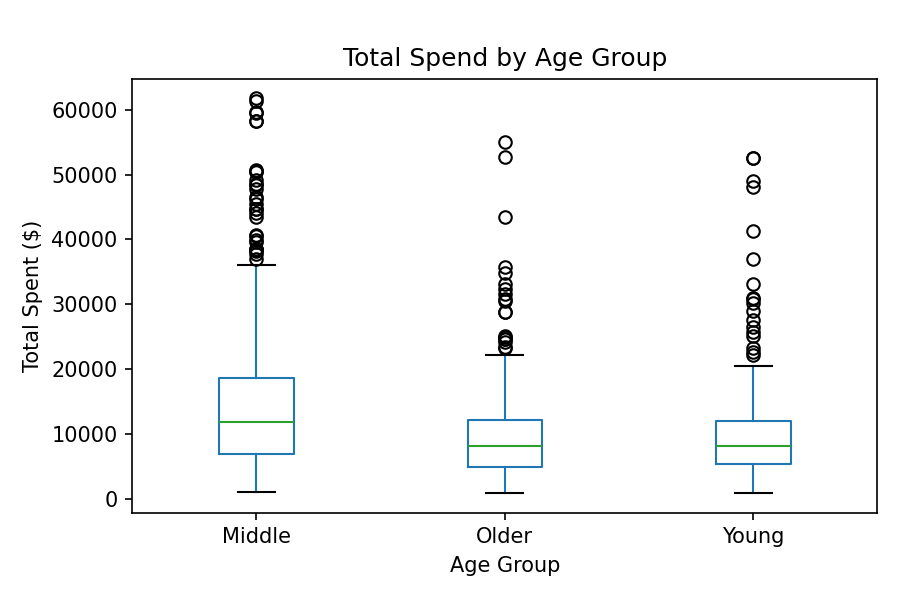 Total Spend by Age Group
Total Spent ($)
60000
50000
40000
30000
20000
10000
0
Middle Older Young
Age Group